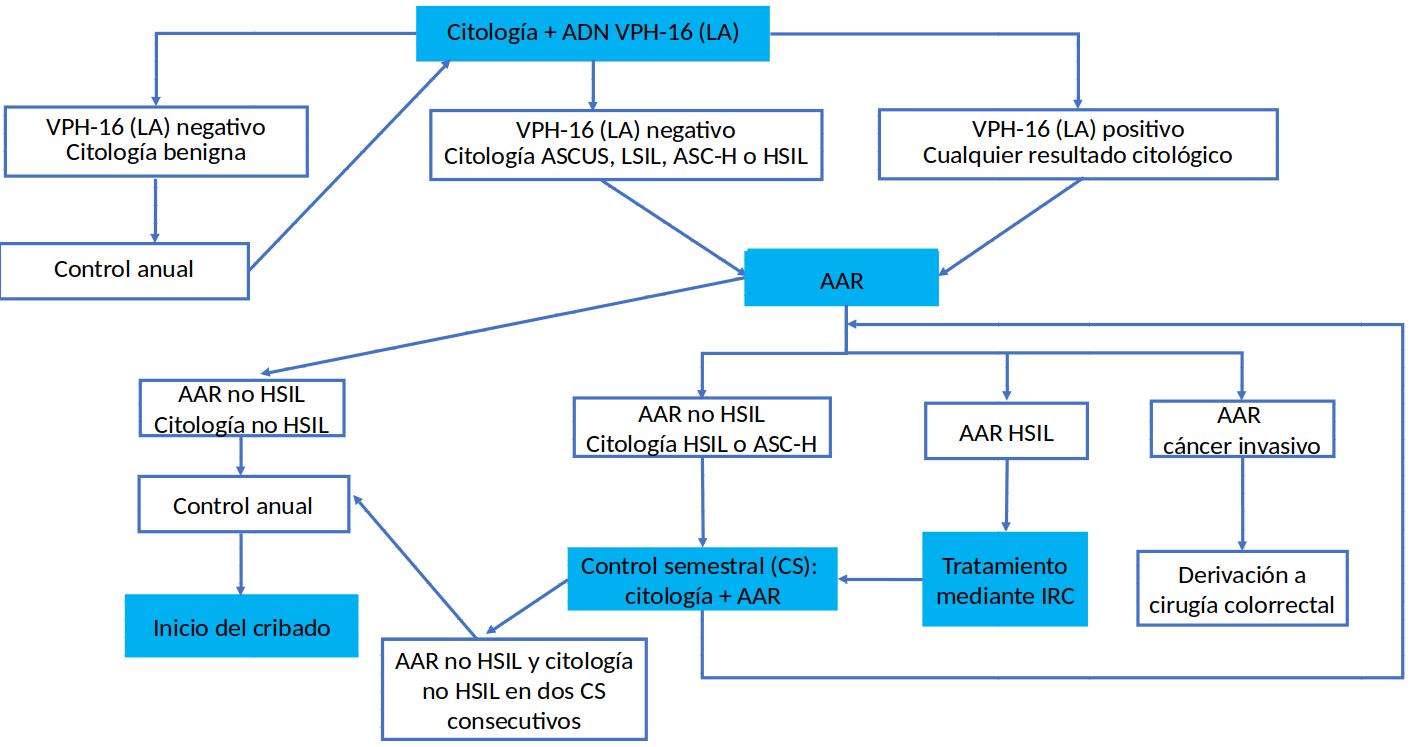 Citología + ADN VPH-16 (LA)
VPH-16 (LA) negativo
Citología benigna
VPH-16 (LA) negativo
Citología ASCUS, LSIL, ASC-H o HSIL
VPH-16 (LA) positivo
Cualquier resultado citológico
Control anual
AAR
AAR no HSIL
Citología no HSIL
AAR no HSIL
Citología HSIL o ASC-H
AAR HSIL
AAR
cáncer invasivo
Control anual
Control semestral (CS):
citología + AAR
Tratamiento
mediante IRC
Derivación a
cirugía colorrectal
Inicio del cribado
AAR no HSIL y citología
no HSIL en dos CS
consecutivos